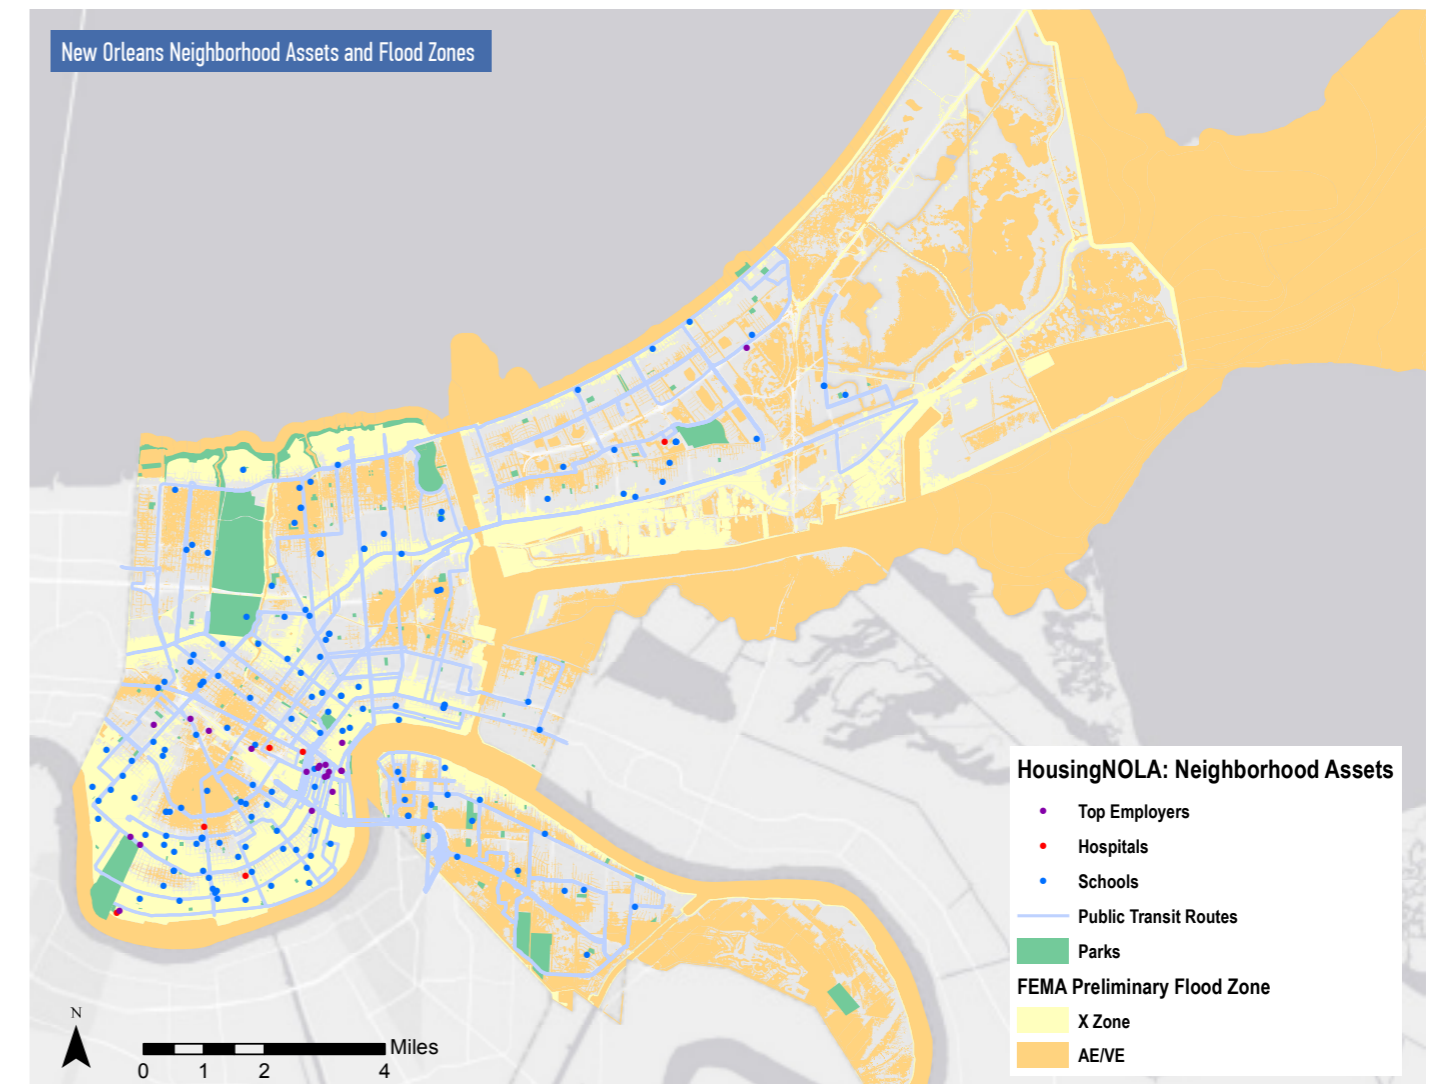 New Orleans Neighborhood Assets and Flood Zones
HousingNOLA: Neighborhood Assets
Top Employers
Hospitals
Schools
Public Transit Routes
Parks
FEMA Preliminary Flood Zone
X Zone
AE/VE
N
Miles
0 1 2 4